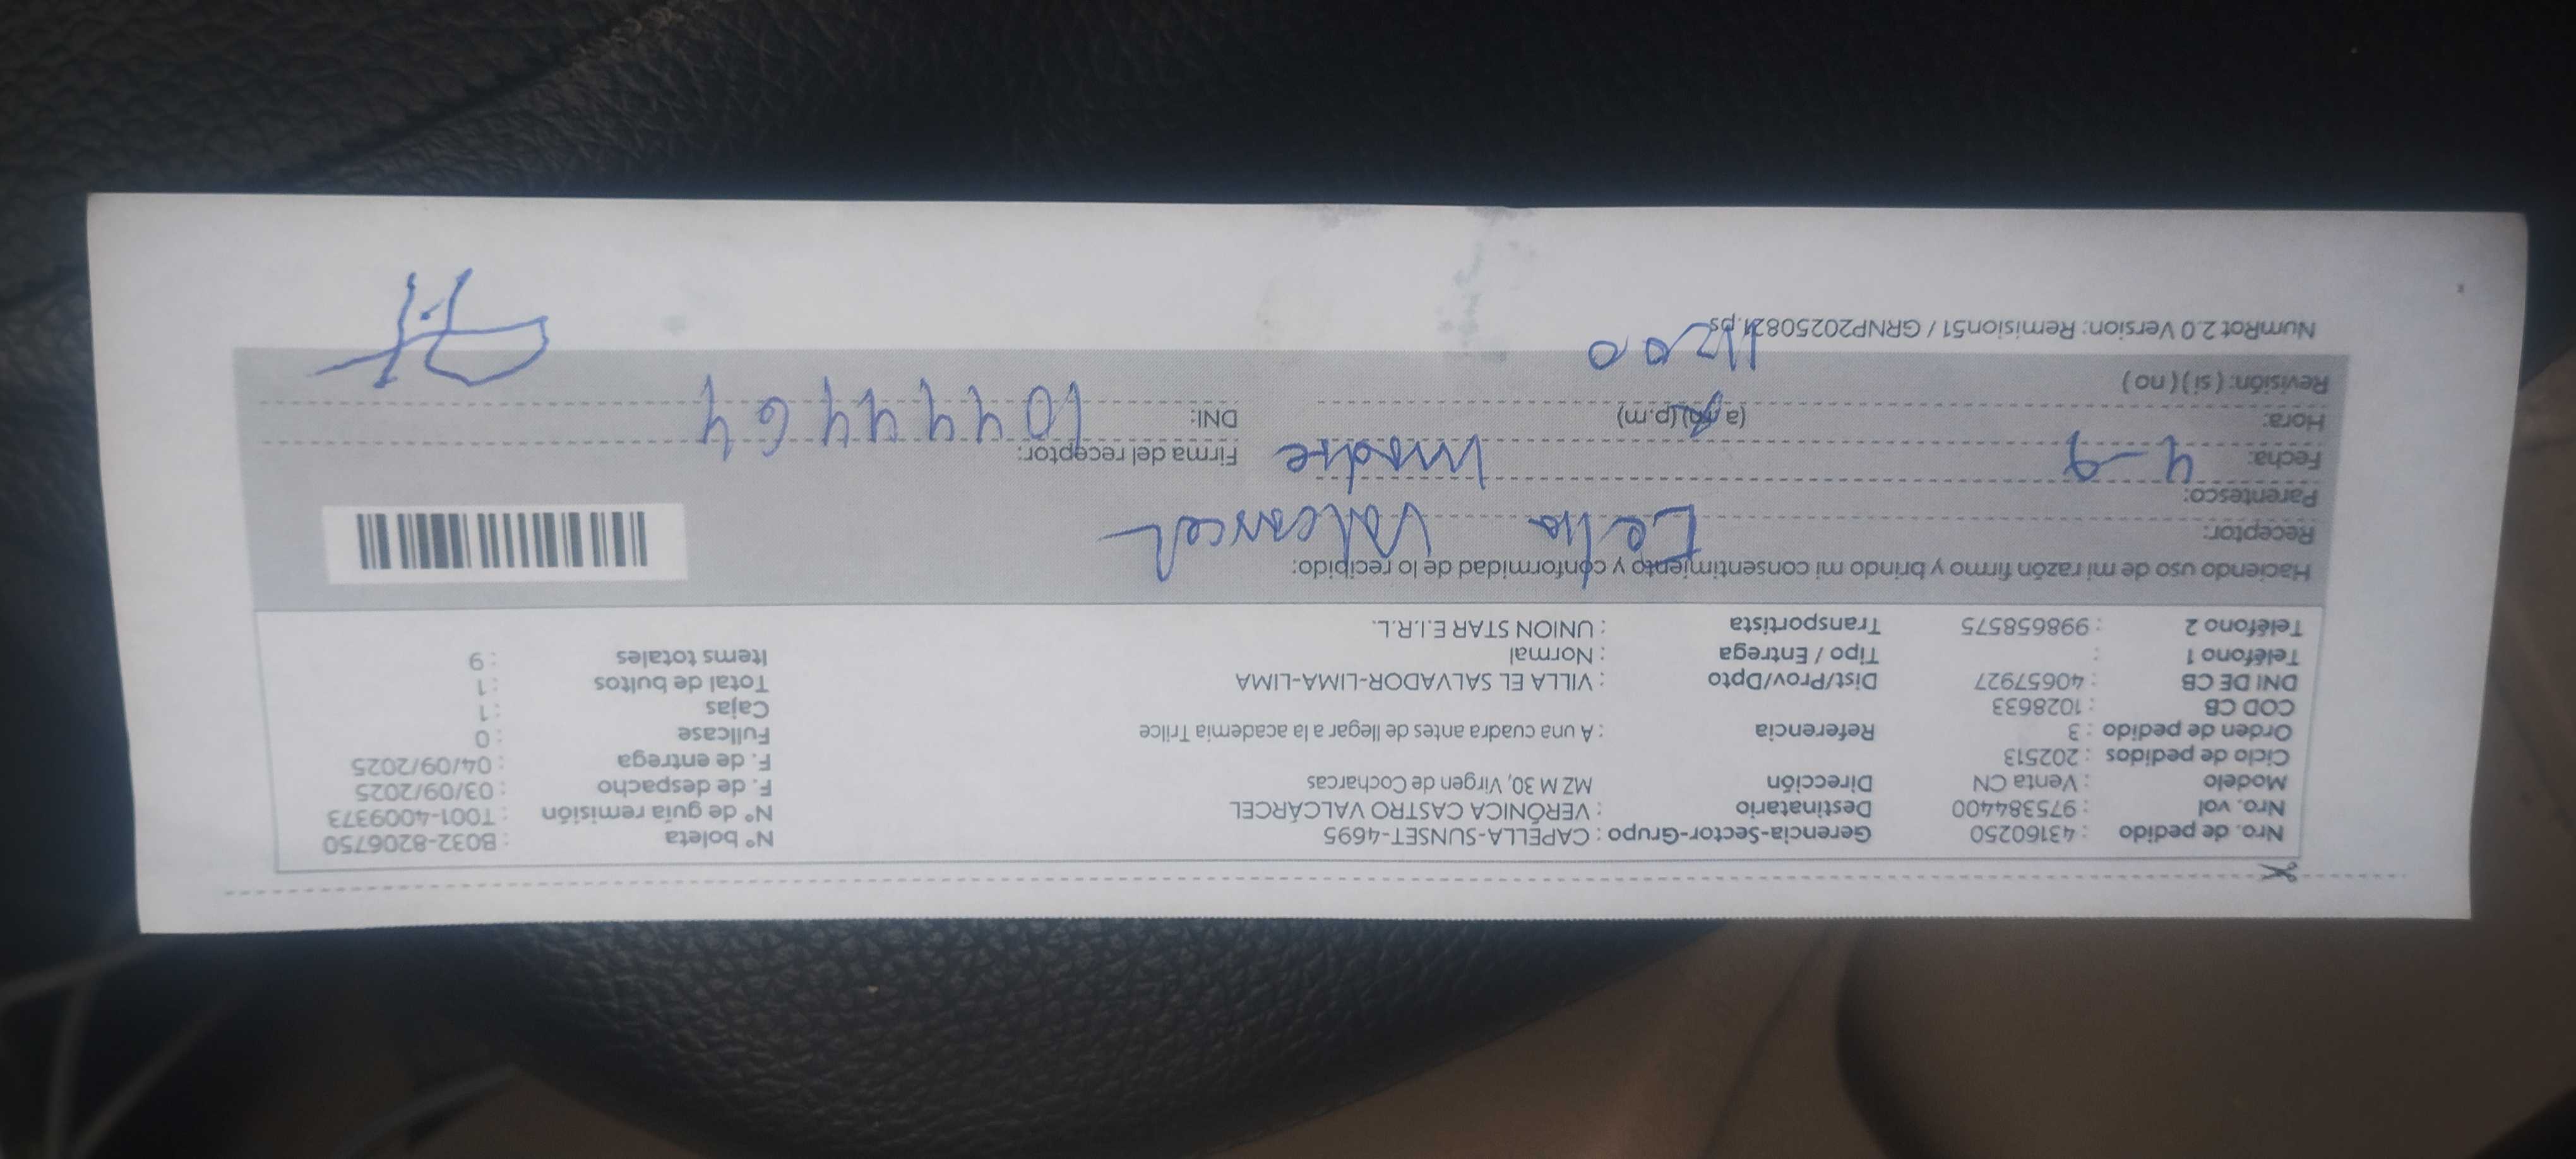 Nro. de pedido : 43160250 Gerencia-Sector-Grupo : CAPELLA-SUNSET-4695 N° boleta : B032-8206750
Nro. vol : 975384400 Destinatario : VERÓNICA CASTRO VALCÁRCEL N° de guía remisión : T001-4009373
Modelo : Venta CN Dirección MZ M 30, Virgen de Cocharcas F. de despacho : 03/09/2025
Ciclo de pedidos : 202513 F. de entrega : 04/09/2025
Orden de pedido : 3 Referencia : A una cuadra antes de llegar a la academia Trilce Fullcase : 0
COD CB : 1028633 Cajas : 1
DNI DE CB : 40657927 Dist/Prov/Dpto : VILLA EL SALVADOR-LIMA-LIMA Total de bultos : 1
Teléfono 1 : Tipo / Entrega : Normal Items totales : 9
Teléfono 2 : 998658575 Transportista : UNION STAR E.I.R.L.
Haciendo uso de mi razón firmo y brindo mi consentimiento y conformidad de lo recibido:
Receptor: Valcarcel
Parentesco: Madre
Fecha: 4-9 Firma del receptor:
Hora: (a.m) (p.m) DNI: 10444464
Revisión: ( si ) ( no )
NumRot 2.0 Version: Remision51 / GRNP20250821.ps